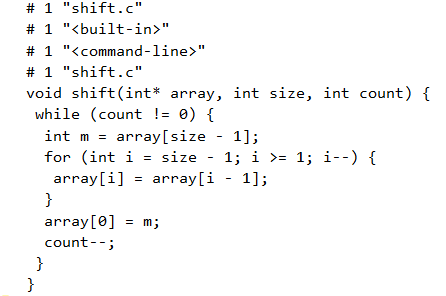 # 1 "shift.c"
# 1 "<built-in>"
# 1 "<command-line>"
# 1 "shift.c"
void shift(int* array, int size, int count) {
 while (count != 0) {
  int m = array[size - 1];
  for (int i = size - 1; i >= 1; i--) {
   array[i] = array[i - 1];
  }
  array[0] = m;
  count--;
 }
}